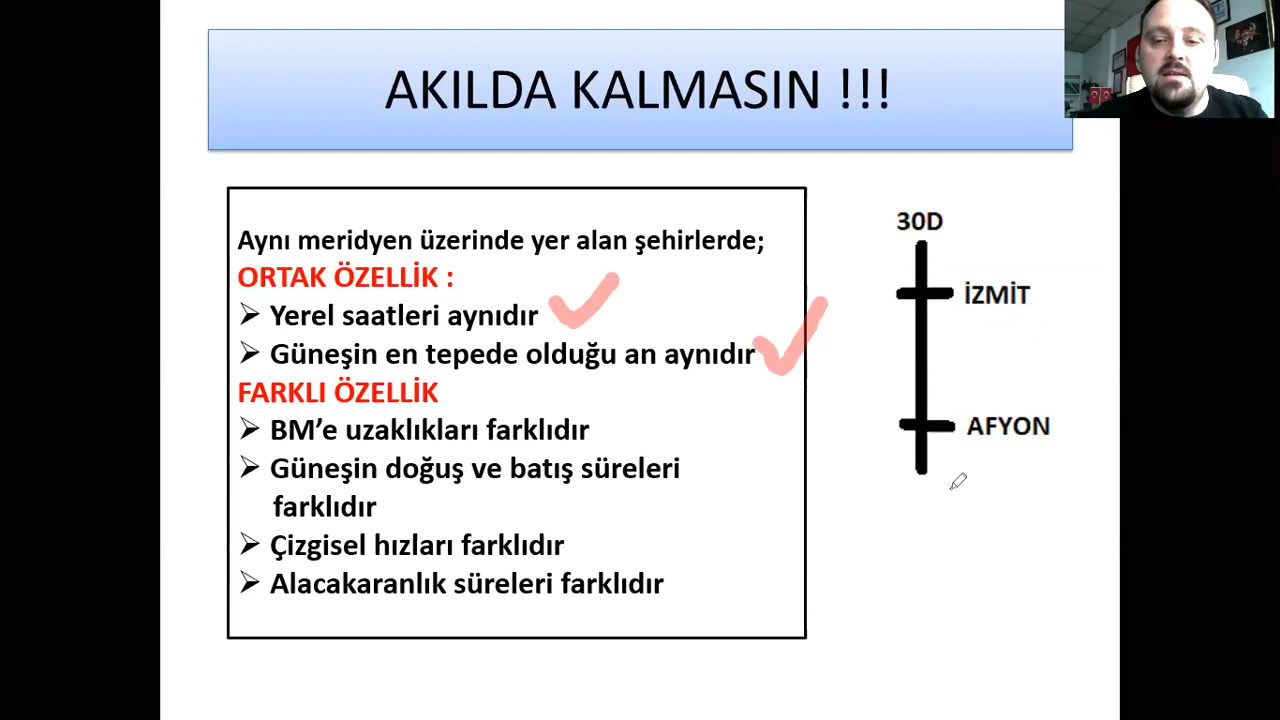 AKILDA KALMASIN !!!
Aynı meridyen üzerinde yer alan şehirlerde;
ORTAK ÖZELLİK :
➢ Yerel saatleri aynıdır
➢ Güneşin en tepede olduğu an aynıdır
FARKLI ÖZELLİK
➢ BM’e uzaklıkları farklıdır
➢ Güneşin doğuş ve batış süreleri
farklıdır
➢ Çizgisel hızları farklıdır
➢ Alacakaranlık süreleri farklıdır
30D
İZMİT
AFYON